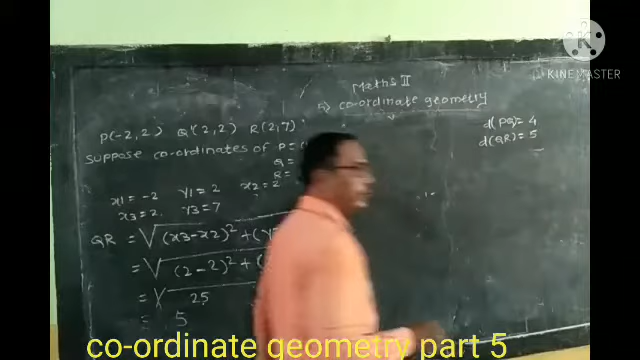 KINEMASTER
Maths II
5) co-ordinate geometry
P(-2,2) Q(2,2) R(2,7)
d(PQ)= 4
d(QR)= 5
suppose co-ordinates of P=(
Q=
R=
x1= -2 y1= 2 x2= 2
x3=2 y3=7
QR = √(x3-x2)² + (y
= √(2-2)² + (
= √25
= 5
co-ordinate geometry part 5